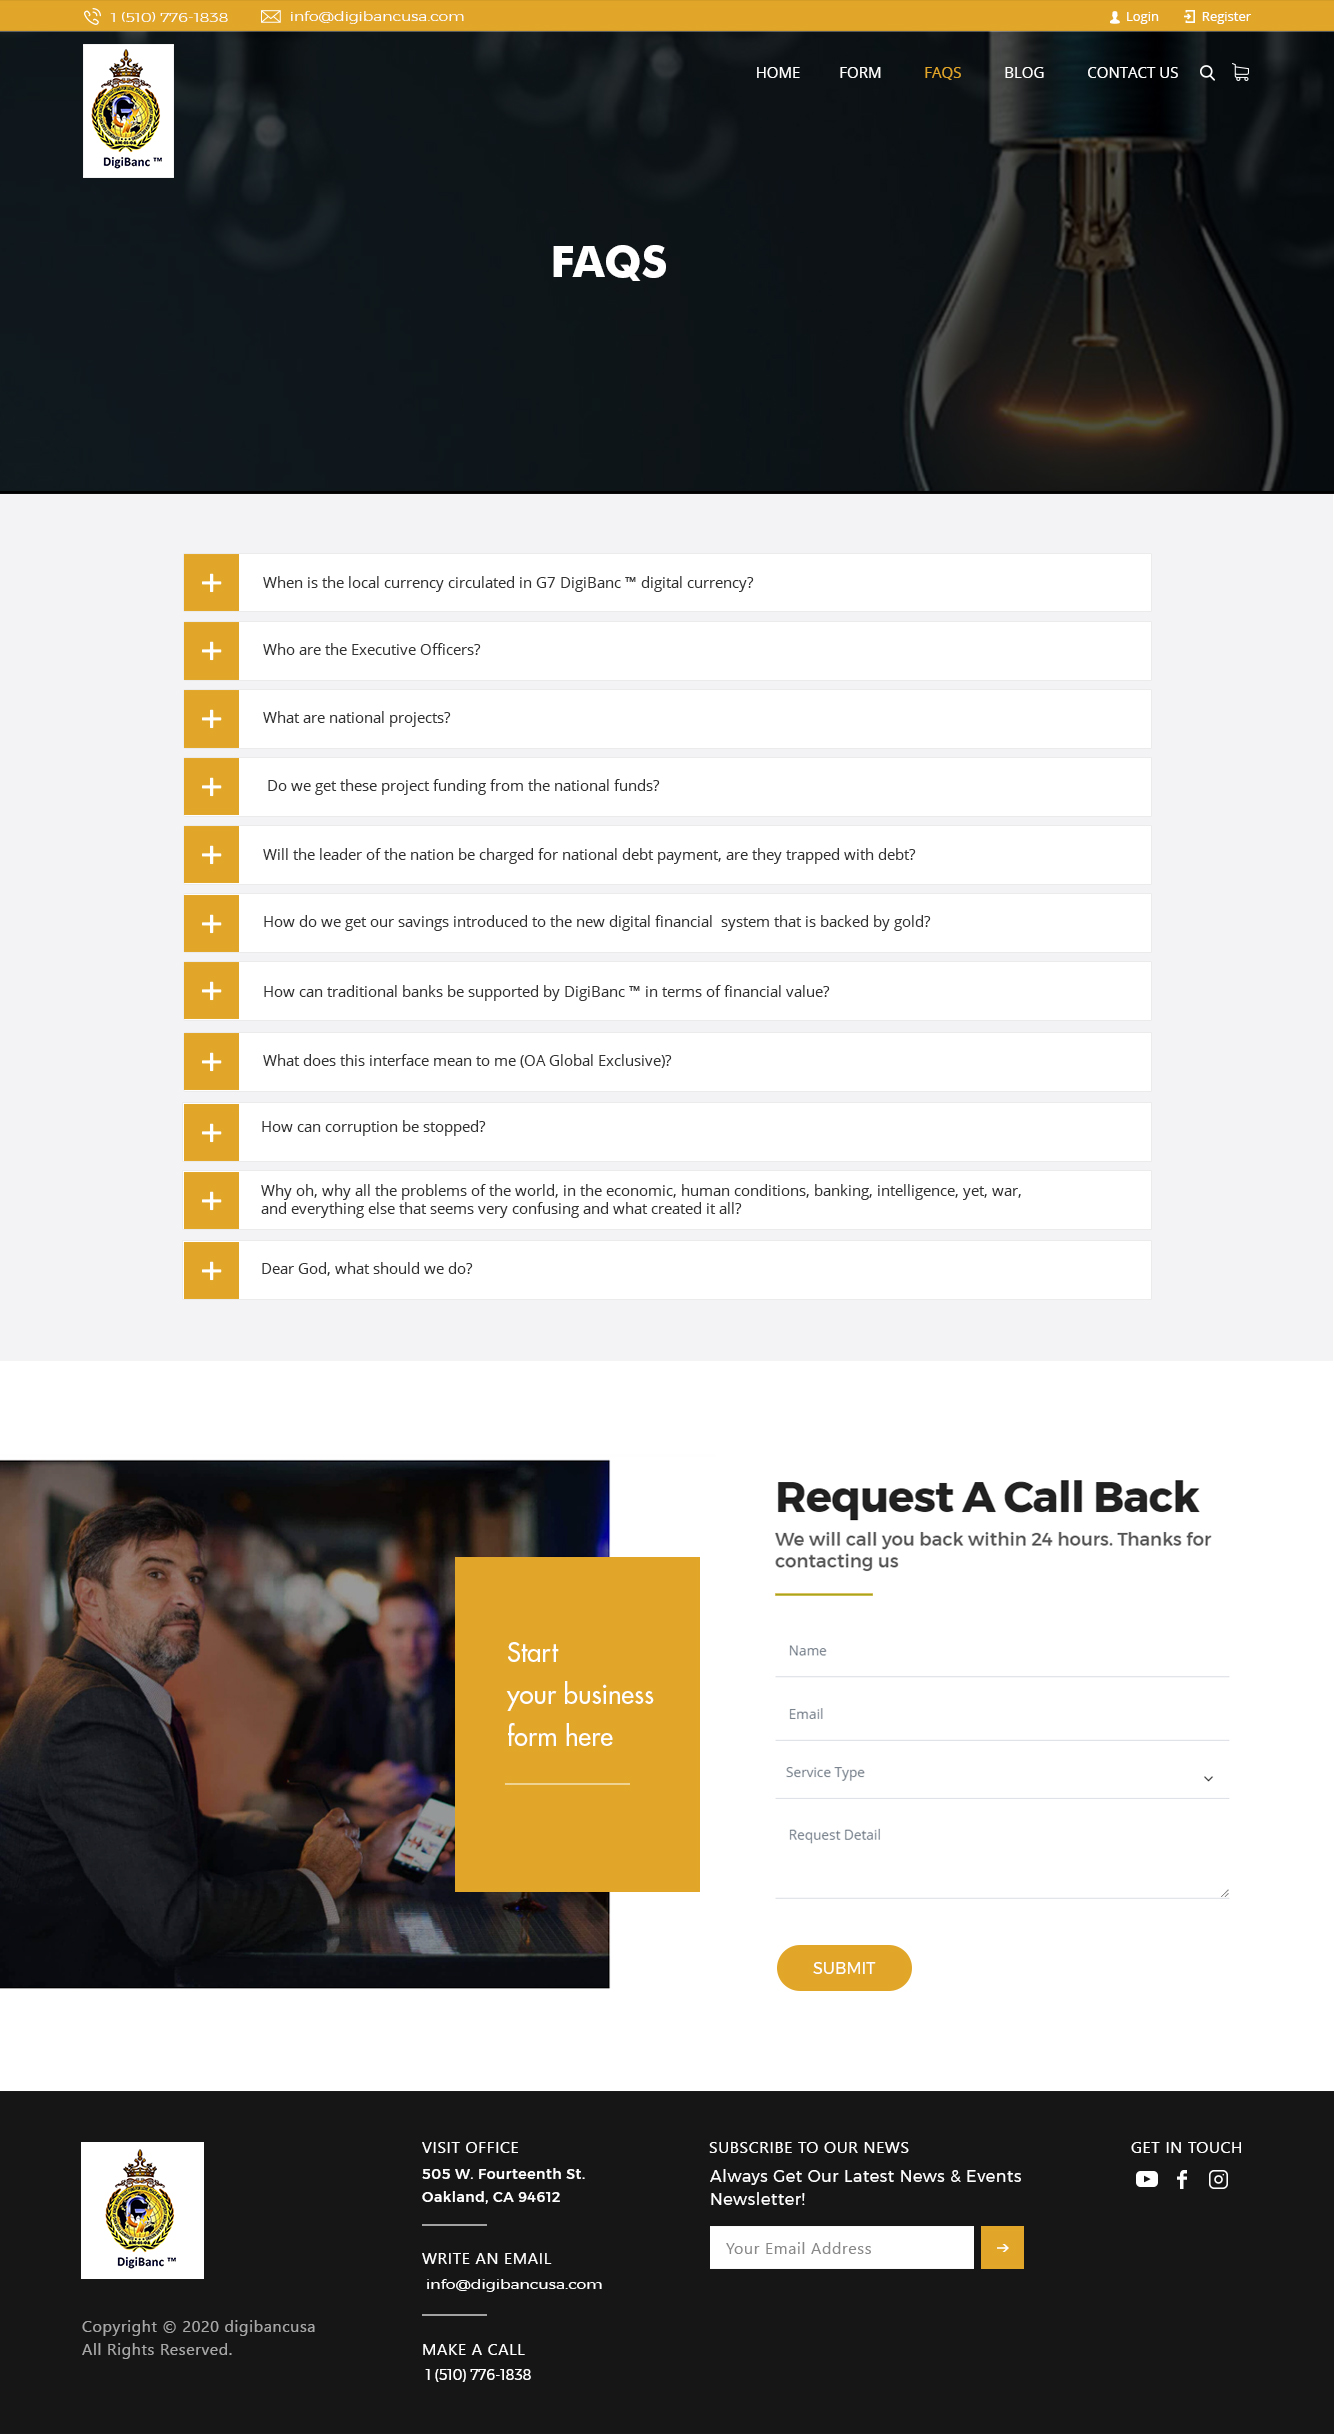 1 (510) 776-1838 info@digibancusa.com Login Register
HOME FORM FAQS BLOG CONTACT US
DigiBanc ™
FAQS
When is the local currency circulated in G7 DigiBanc ™ digital currency?
Who are the Executive Officers?
What are national projects?
Do we get these project funding from the national funds?
Will the leader of the nation be charged for national debt payment, are they trapped with debt?
How do we get our savings introduced to the new digital financial system that is backed by gold?
How can traditional banks be supported by DigiBanc ™ in terms of financial value?
What does this interface mean to me (OA Global Exclusive)?
How can corruption be stopped?
Why oh, why all the problems of the world, in the economic, human conditions, banking, intelligence, yet, war,
and everything else that seems very confusing and what created it all?
Dear God, what should we do?
Start
your business
form here
Request A Call Back
We will call you back within 24 hours. Thanks for
contacting us
Name
Email
Service Type
Request Detail
SUBMIT
DigiBanc ™
Copyright © 2020 digibancusa
All Rights Reserved.
VISIT OFFICE
505 W. Fourteenth St.
Oakland, CA 94612
WRITE AN EMAIL
info@digibancusa.com
MAKE A CALL
1 (510) 776-1838
SUBSCRIBE TO OUR NEWS
Always Get Our Latest News & Events
Newsletter!
Your Email Address
GET IN TOUCH